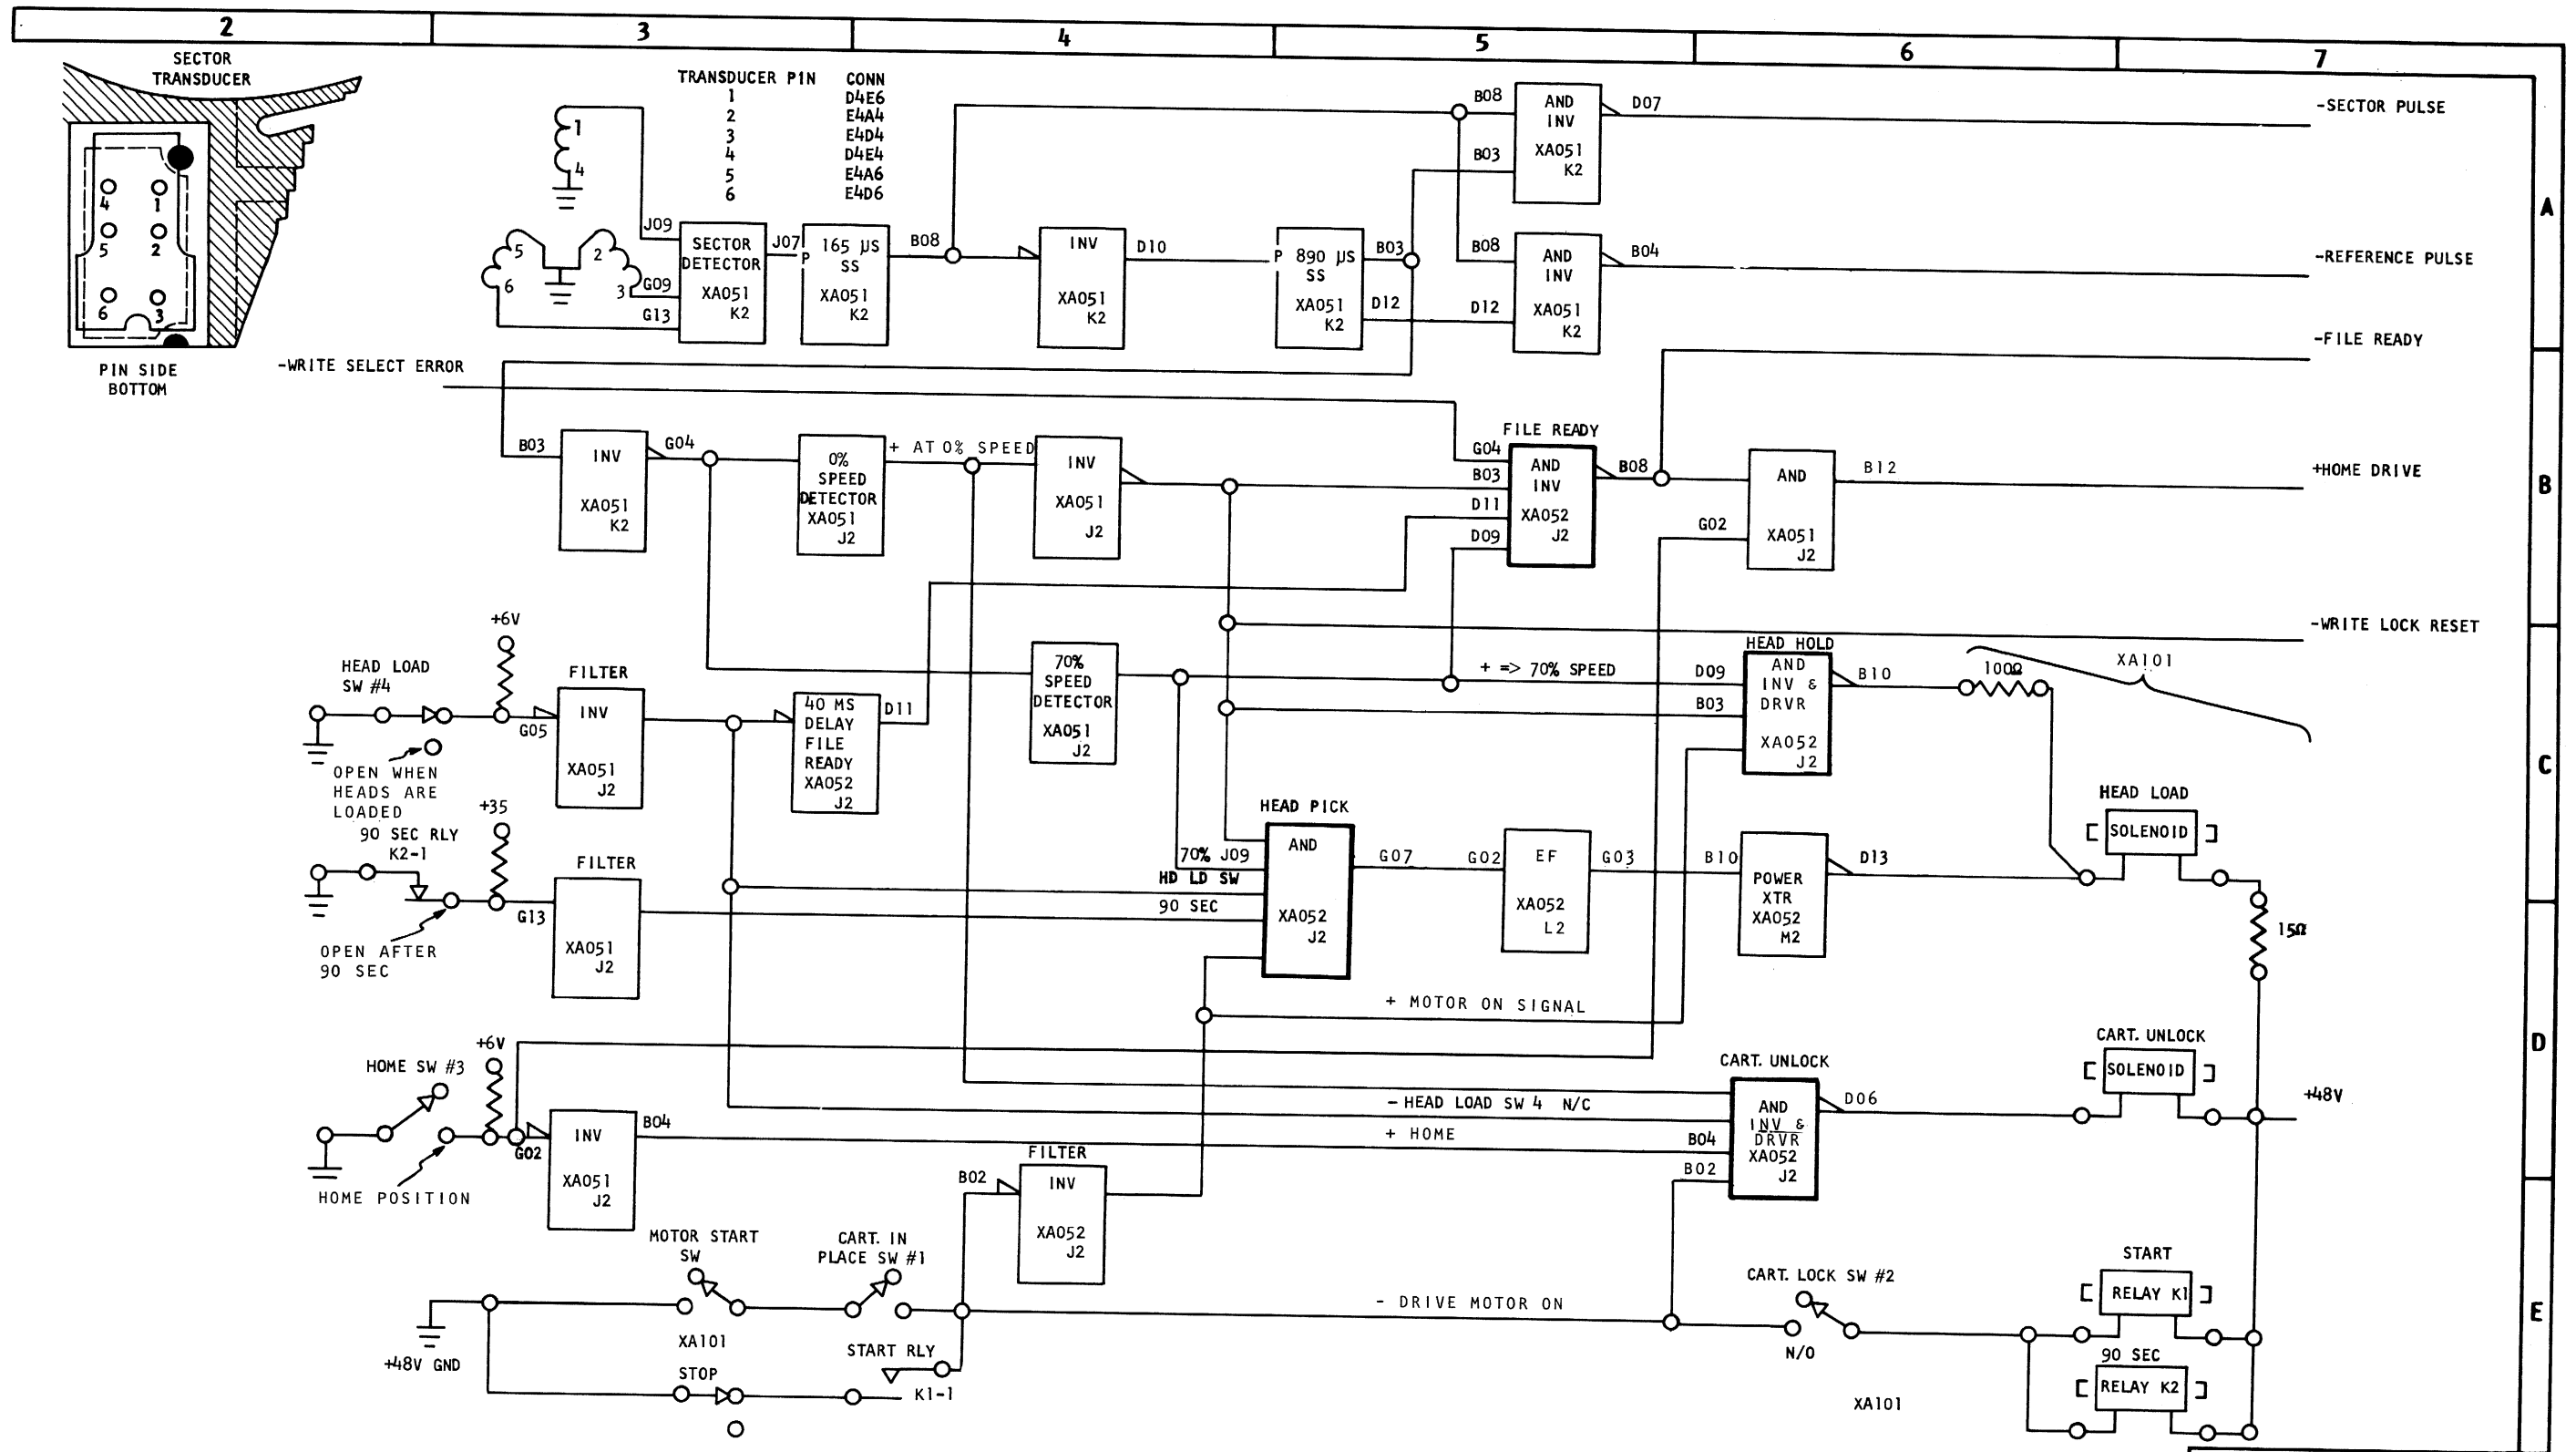 2 3 4 5 6 7
A
B
C
D
E
SECTOR
TRANSDUCER
4 1
5 2
6 3
PIN SIDE
BOTTOM
TRANSDUCER PIN CONN
1 D4E6
2 E4A4
3 E4D4
4 D4E4
5 E4A6
6 E4D6
1
4
5 2
6 3
J09
G09
G13
SECTOR
DETECTOR
XA051
K2
J07
P
165 µS
SS
XA051
K2
B08
INV
XA051
K2
D10
P 890 µS
SS
XA051
K2
B03
D12
B08
B03
AND
INV
XA051
K2
D07
-SECTOR PULSE
B08
D12
AND
INV
XA051
K2
B04
-REFERENCE PULSE
-FILE READY
-WRITE SELECT ERROR
B03
INV
XA051
K2
G04
0%
SPEED
DETECTOR
XA051
J2
+ AT 0% SPEED
INV
XA051
J2
FILE READY
G04
B03
D11
D09
AND
INV
XA052
J2
B08
G02
AND
XA051
J2
B12
+HOME DRIVE
-WRITE LOCK RESET
HEAD LOAD
SW #4
+6V
OPEN WHEN
HEADS ARE
LOADED
G05
FILTER
INV
XA051
J2
40 MS
DELAY
FILE
READY
XA052
J2
D11
70%
SPEED
DETECTOR
XA051
J2
+ => 70% SPEED
HEAD HOLD
D09
B03
AND
INV &
DRVR
XA052
J2
B10
100Ω
XA101
90 SEC RLY
K2-1
+35
OPEN AFTER
90 SEC
G13
FILTER
XA051
J2
HEAD PICK
70% J09
HD LD SW
90 SEC
AND
XA052
J2
G07
G02
EF
XA052
L2
G03
B10
POWER
XTR
XA052
M2
D13
HEAD LOAD
SOLENOID
15Ω
+ MOTOR ON SIGNAL
HOME SW #3
+6V
HOME POSITION
G02
INV
XA051
J2
B04
- HEAD LOAD SW 4 N/C
+ HOME
CART. UNLOCK
B04
B02
AND
INV &
DRVR
XA052
J2
D06
CART. UNLOCK
SOLENOID
+48V
FILTER
B02
INV
XA052
J2
MOTOR START
SW
XA101
CART. IN
PLACE SW #1
+48V GND
STOP
START RLY
K1-1
- DRIVE MOTOR ON
CART. LOCK SW #2
N/O
XA101
START
RELAY K1
90 SEC
RELAY K2